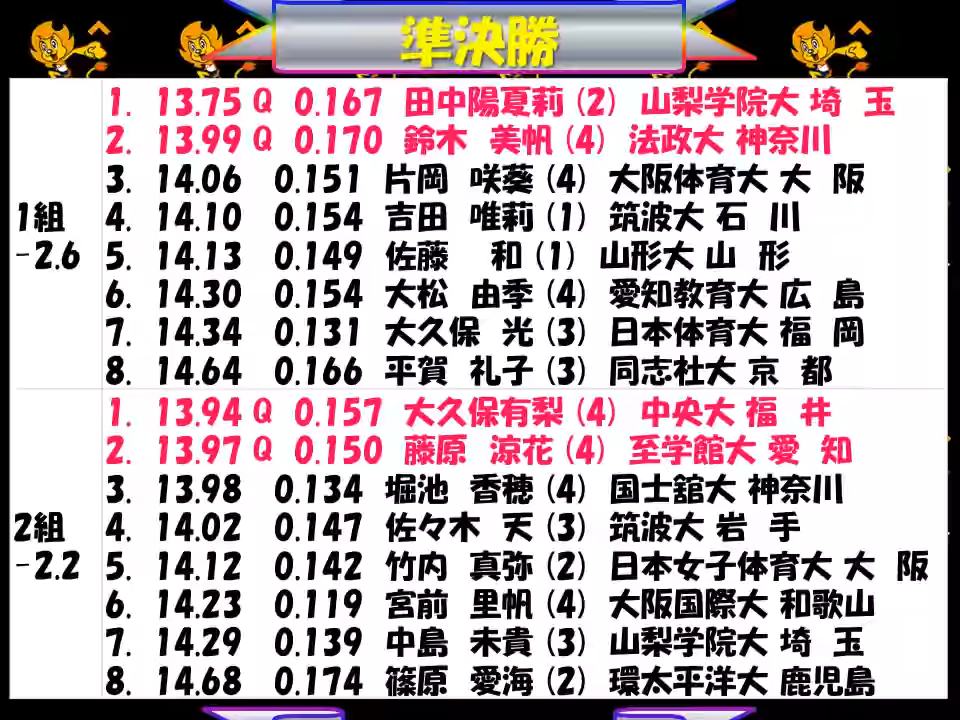 準決勝
1組
-2.6
1. 13.75 Q 0.167 田中陽夏莉 (2) 山梨学院大 埼 玉
2. 13.99 Q 0.170 鈴木 美帆 (4) 法政大 神奈川
3. 14.06 0.151 片岡 咲葵 (4) 大阪体育大 大 阪
4. 14.10 0.154 吉田 唯莉 (1) 筑波大 石 川
5. 14.13 0.149 佐藤 和 (1) 山形大 山 形
6. 14.30 0.154 大松 由季 (4) 愛知教育大 広 島
7. 14.34 0.131 大久保 光 (3) 日本体育大 福 岡
8. 14.64 0.166 平賀 礼子 (3) 同志社大 京 都
2組
-2.2
1. 13.94 Q 0.157 大久保有梨 (4) 中央大 福 井
2. 13.97 Q 0.150 藤原 涼花 (4) 至学館大 愛 知
3. 13.98 0.134 堀池 香穂 (4) 国士舘大 神奈川
4. 14.02 0.147 佐々木 天 (3) 筑波大 岩 手
5. 14.12 0.142 竹内 真弥 (2) 日本女子体育大 大 阪
6. 14.23 0.119 宮前 里帆 (4) 大阪国際大 和歌山
7. 14.29 0.139 中島 未貴 (3) 山梨学院大 埼 玉
8. 14.68 0.174 篠原 愛海 (2) 環太平洋大 鹿児島